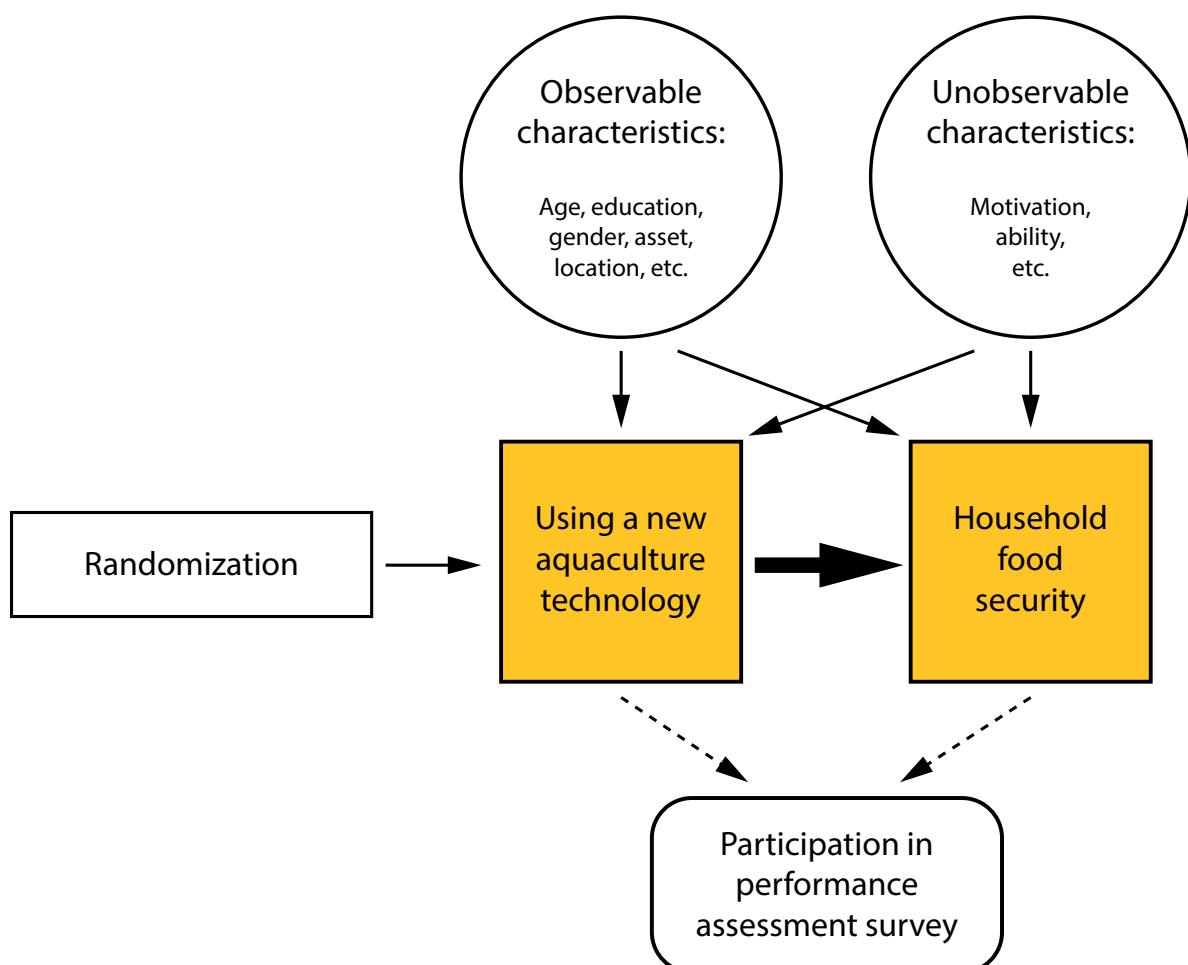 Observable
characteristics:
Age, education,
gender, asset,
location, etc.
Unobservable
characteristics:
Motivation,
ability,
etc.
Randomization
Using a new
aquaculture
technology
Household
food
security
Participation in
performance
assessment survey